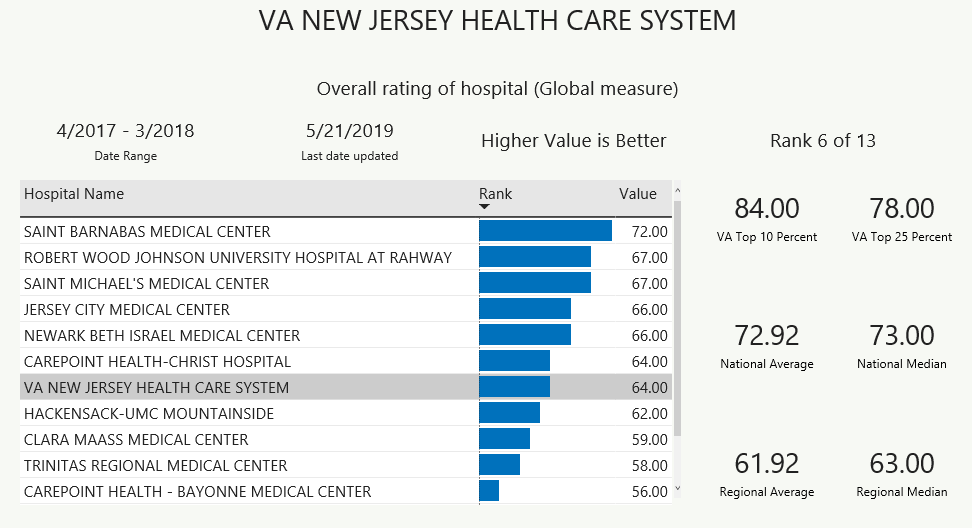 VA NEW JERSEY HEALTH CARE SYSTEM
Overall rating of hospital (Global measure)
4/2017 - 3/2018
Date Range
5/21/2019
Last date updated
Higher Value is Better
Rank 6 of 13
Hospital Name Rank Value
SAINT BARNABAS MEDICAL CENTER 72.00
ROBERT WOOD JOHNSON UNIVERSITY HOSPITAL AT RAHWAY 67.00
SAINT MICHAEL'S MEDICAL CENTER 67.00
JERSEY CITY MEDICAL CENTER 66.00
NEWARK BETH ISRAEL MEDICAL CENTER 66.00
CAREPOINT HEALTH-CHRIST HOSPITAL 64.00
VA NEW JERSEY HEALTH CARE SYSTEM 64.00
HACKENSACK-UMC MOUNTAINSIDE 62.00
CLARA MAASS MEDICAL CENTER 59.00
TRINITAS REGIONAL MEDICAL CENTER 58.00
CAREPOINT HEALTH - BAYONNE MEDICAL CENTER 56.00
84.00 78.00
VA Top 10 Percent VA Top 25 Percent
72.92 73.00
National Average National Median
61.92 63.00
Regional Average Regional Median